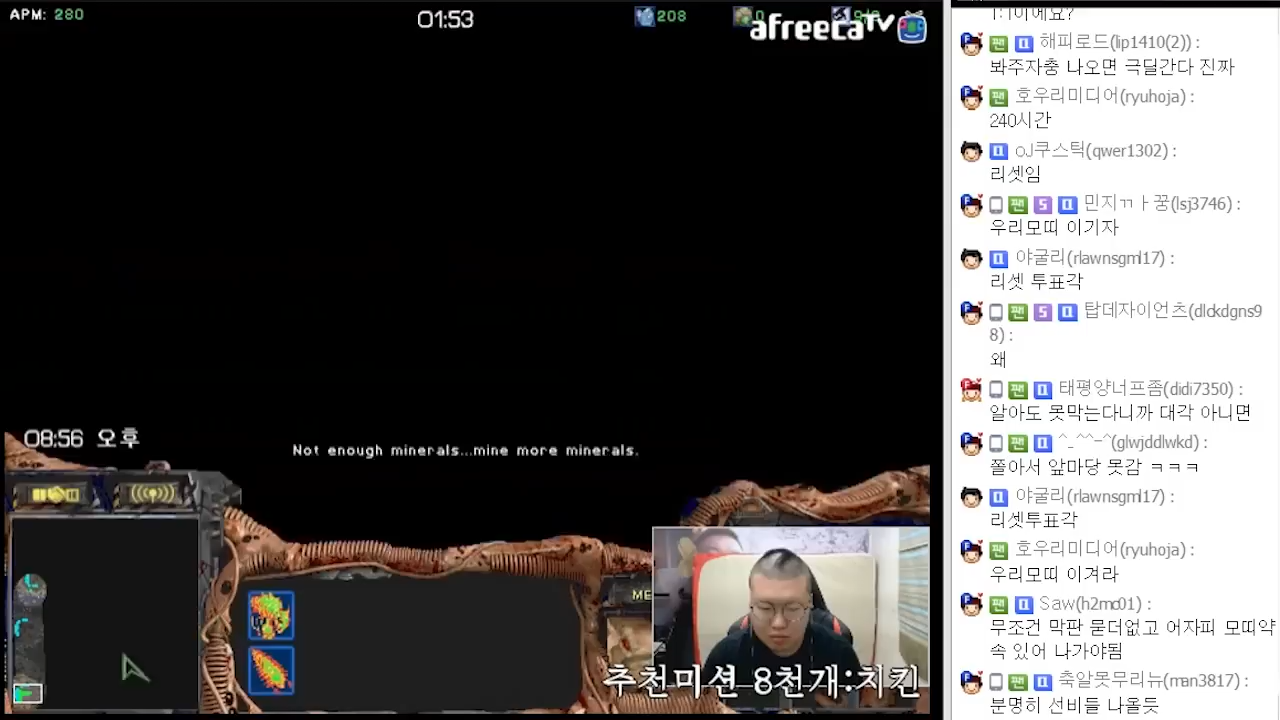 APM: 280
01:53
208
0
afreecaTV
08:56 오후
Not enough minerals...mine more minerals.
ME
추천미션 8천개:치킨
1:1이에요?
해피로드(lip1410(2)) :
봐주자충 나오면 극딜간다 진짜
호우리미디어(ryuhoja) :
240시간
oJ쿠스틱(qwer1302) :
리셋임
민지ㄲㅏ꿍(lsj3746) :
우리모띠 이기자
야굴리(rlawnsgml17) :
리셋 투표각
탑데자이언츠(dlckdgns9
8) :
왜
태평양너프좀(didi7350) :
알아도 못막는다니까 대각 아니면
^_^^-^(glwjddlwkd) :
쫄아서 앞마당 못감 ㅋㅋㅋ
야굴리(rlawnsgml17) :
리셋투표각
호우리미디어(ryuhoja) :
우리모띠 이겨라
Saw(h2mc01) :
무조건 막판 묻더없고 어자피 모띠약
속 있어 나가야됨
축알못무리뉴(man3817) :
분명히 선비들 나올듯